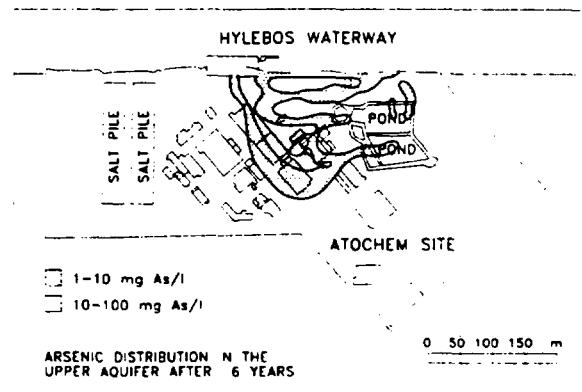 HYLEBOS WATERWAY
SALT PILE
SALT PILE
POND
POND
ATOCHEM SITE
1-10 mg As/l
10-100 mg As/l
0 50 100 150 m
ARSENIC DISTRIBUTION N THE
UPPER AQUIFER AFTER 6 YEARS